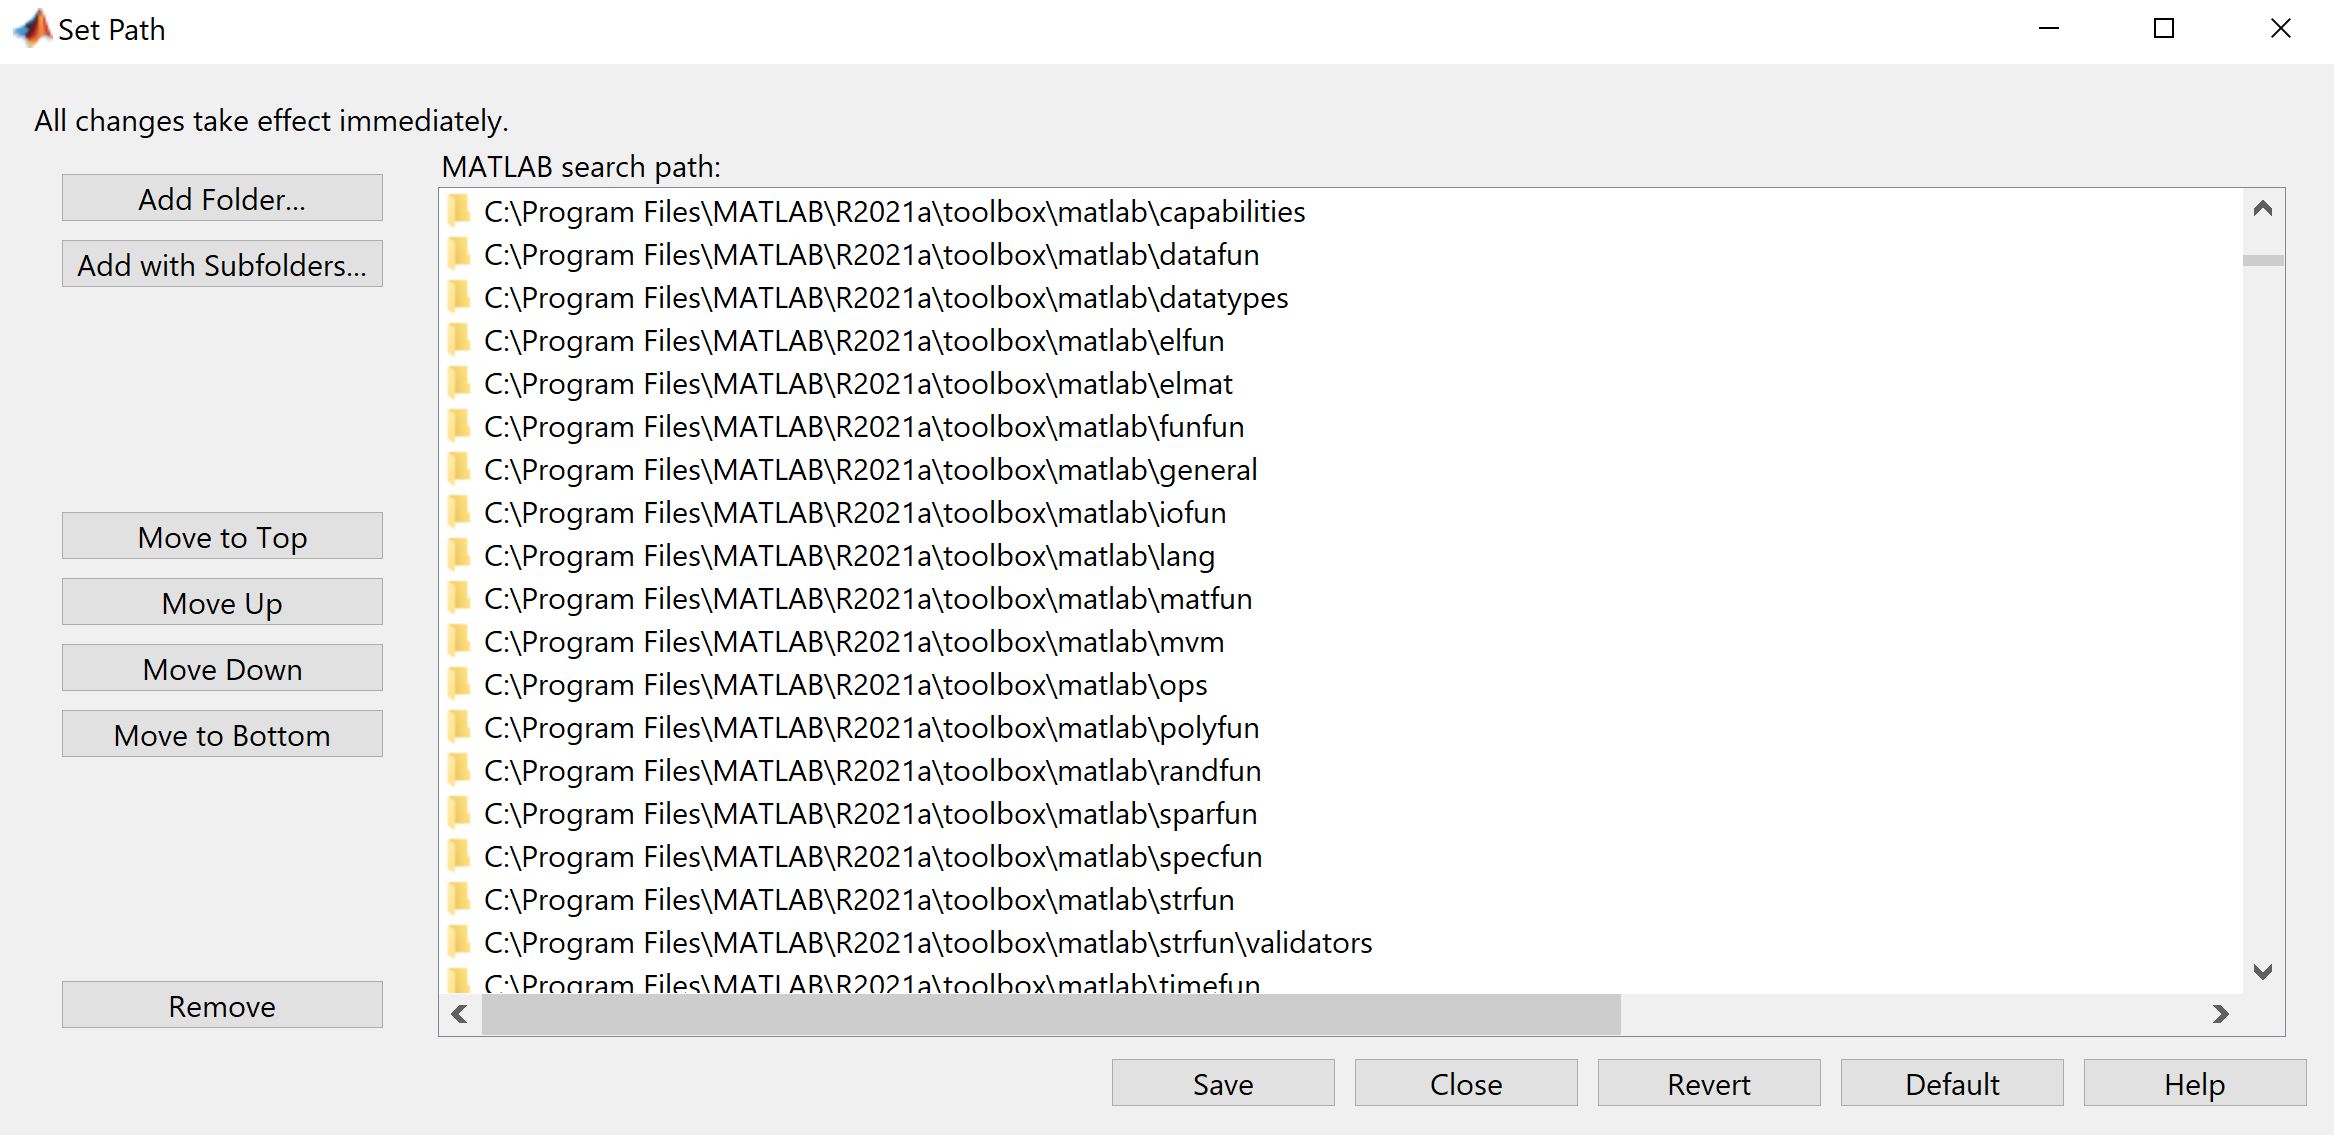 Set Path
All changes take effect immediately.
MATLAB search path:
Add Folder...
Add with Subfolders...
Move to Top
Move Up
Move Down
Move to Bottom
Remove
C:\Program Files\MATLAB\R2021a\toolbox\matlab\capabilities
C:\Program Files\MATLAB\R2021a\toolbox\matlab\datafun
C:\Program Files\MATLAB\R2021a\toolbox\matlab\datatypes
C:\Program Files\MATLAB\R2021a\toolbox\matlab\elfun
C:\Program Files\MATLAB\R2021a\toolbox\matlab\elmat
C:\Program Files\MATLAB\R2021a\toolbox\matlab\funfun
C:\Program Files\MATLAB\R2021a\toolbox\matlab\general
C:\Program Files\MATLAB\R2021a\toolbox\matlab\iofun
C:\Program Files\MATLAB\R2021a\toolbox\matlab\lang
C:\Program Files\MATLAB\R2021a\toolbox\matlab\matfun
C:\Program Files\MATLAB\R2021a\toolbox\matlab\mvm
C:\Program Files\MATLAB\R2021a\toolbox\matlab\ops
C:\Program Files\MATLAB\R2021a\toolbox\matlab\polyfun
C:\Program Files\MATLAB\R2021a\toolbox\matlab\randfun
C:\Program Files\MATLAB\R2021a\toolbox\matlab\sparfun
C:\Program Files\MATLAB\R2021a\toolbox\matlab\specfun
C:\Program Files\MATLAB\R2021a\toolbox\matlab\strfun
C:\Program Files\MATLAB\R2021a\toolbox\matlab\strfun\validators
C:\Program Files\MATLAB\R2021a\toolbox\matlab\timefun
Save
Close
Revert
Default
Help